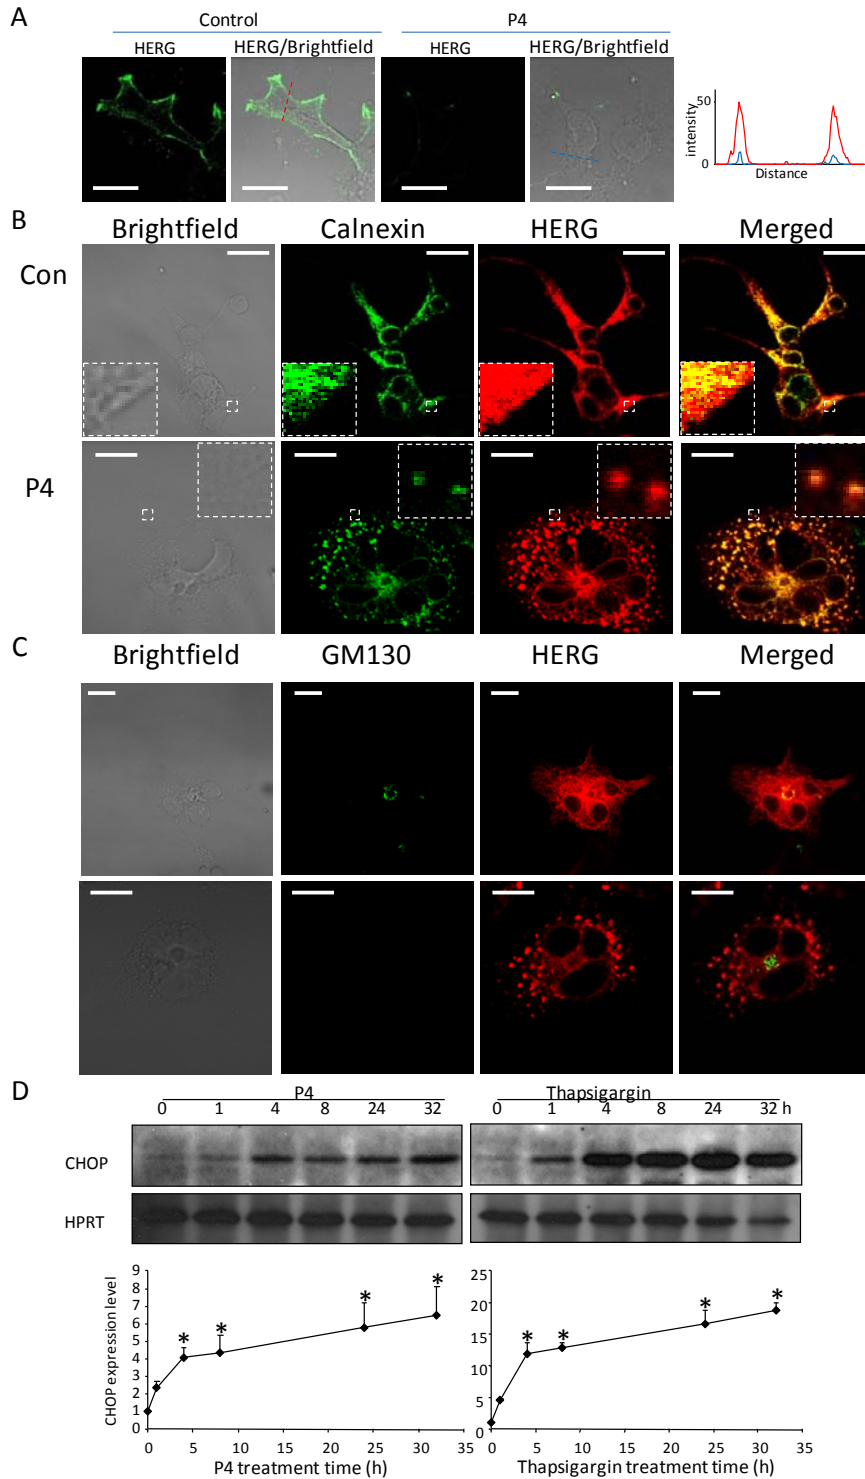 A
Control
P4
HERG
HERG/Brightfield
HERG
HERG/Brightfield
50
0
intensity
Distance
B
Brightfield
Calnexin
HERG
Merged
Con
P4
C
Brightfield
GM130
HERG
Merged
D
P4
Thapsigargin
0 1 4 8 24 32
0 1 4 8 24 32 h
CHOP
HPRT
CHOP expression level
9
8
7
6
5
4
3
2
1
0
* * * *
0 5 10 15 20 25 30 35
P4 treatment time (h)
25
20
15
10
5
0
* * * *
0 5 10 15 20 25 30 35
Thapsigargin treatment time (h)